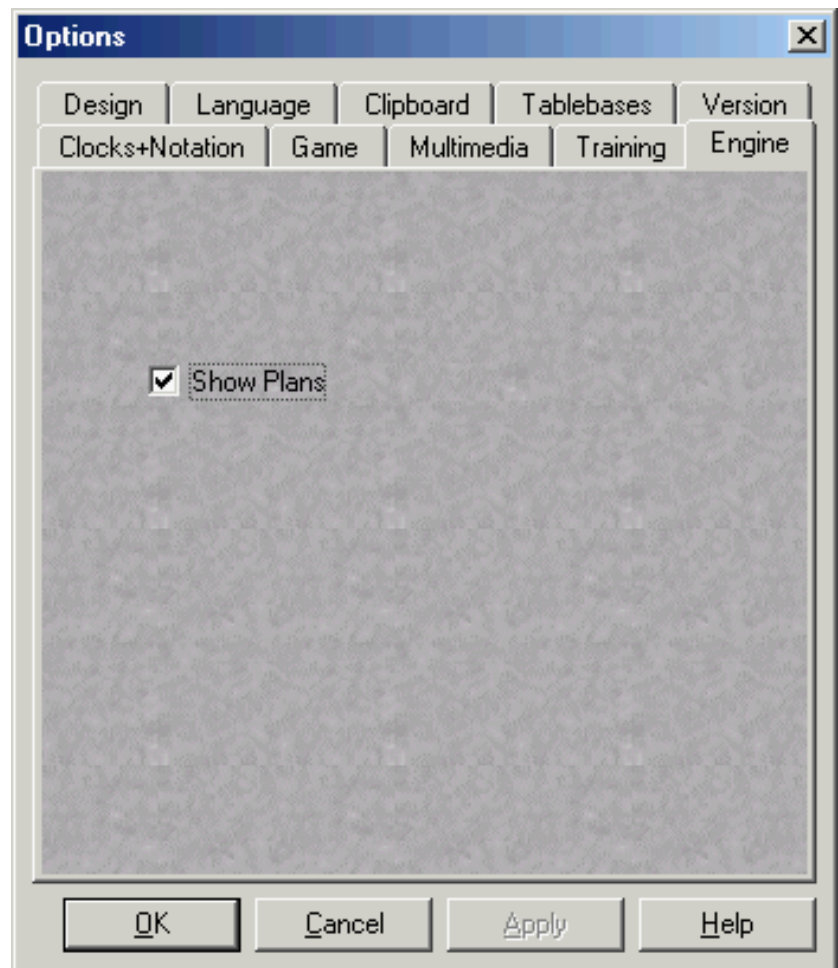 Options
Design Language Clipboard Tablebases Version
Clocks+Notation Game Multimedia Training Engine
Show Plans
OK Cancel Apply Help